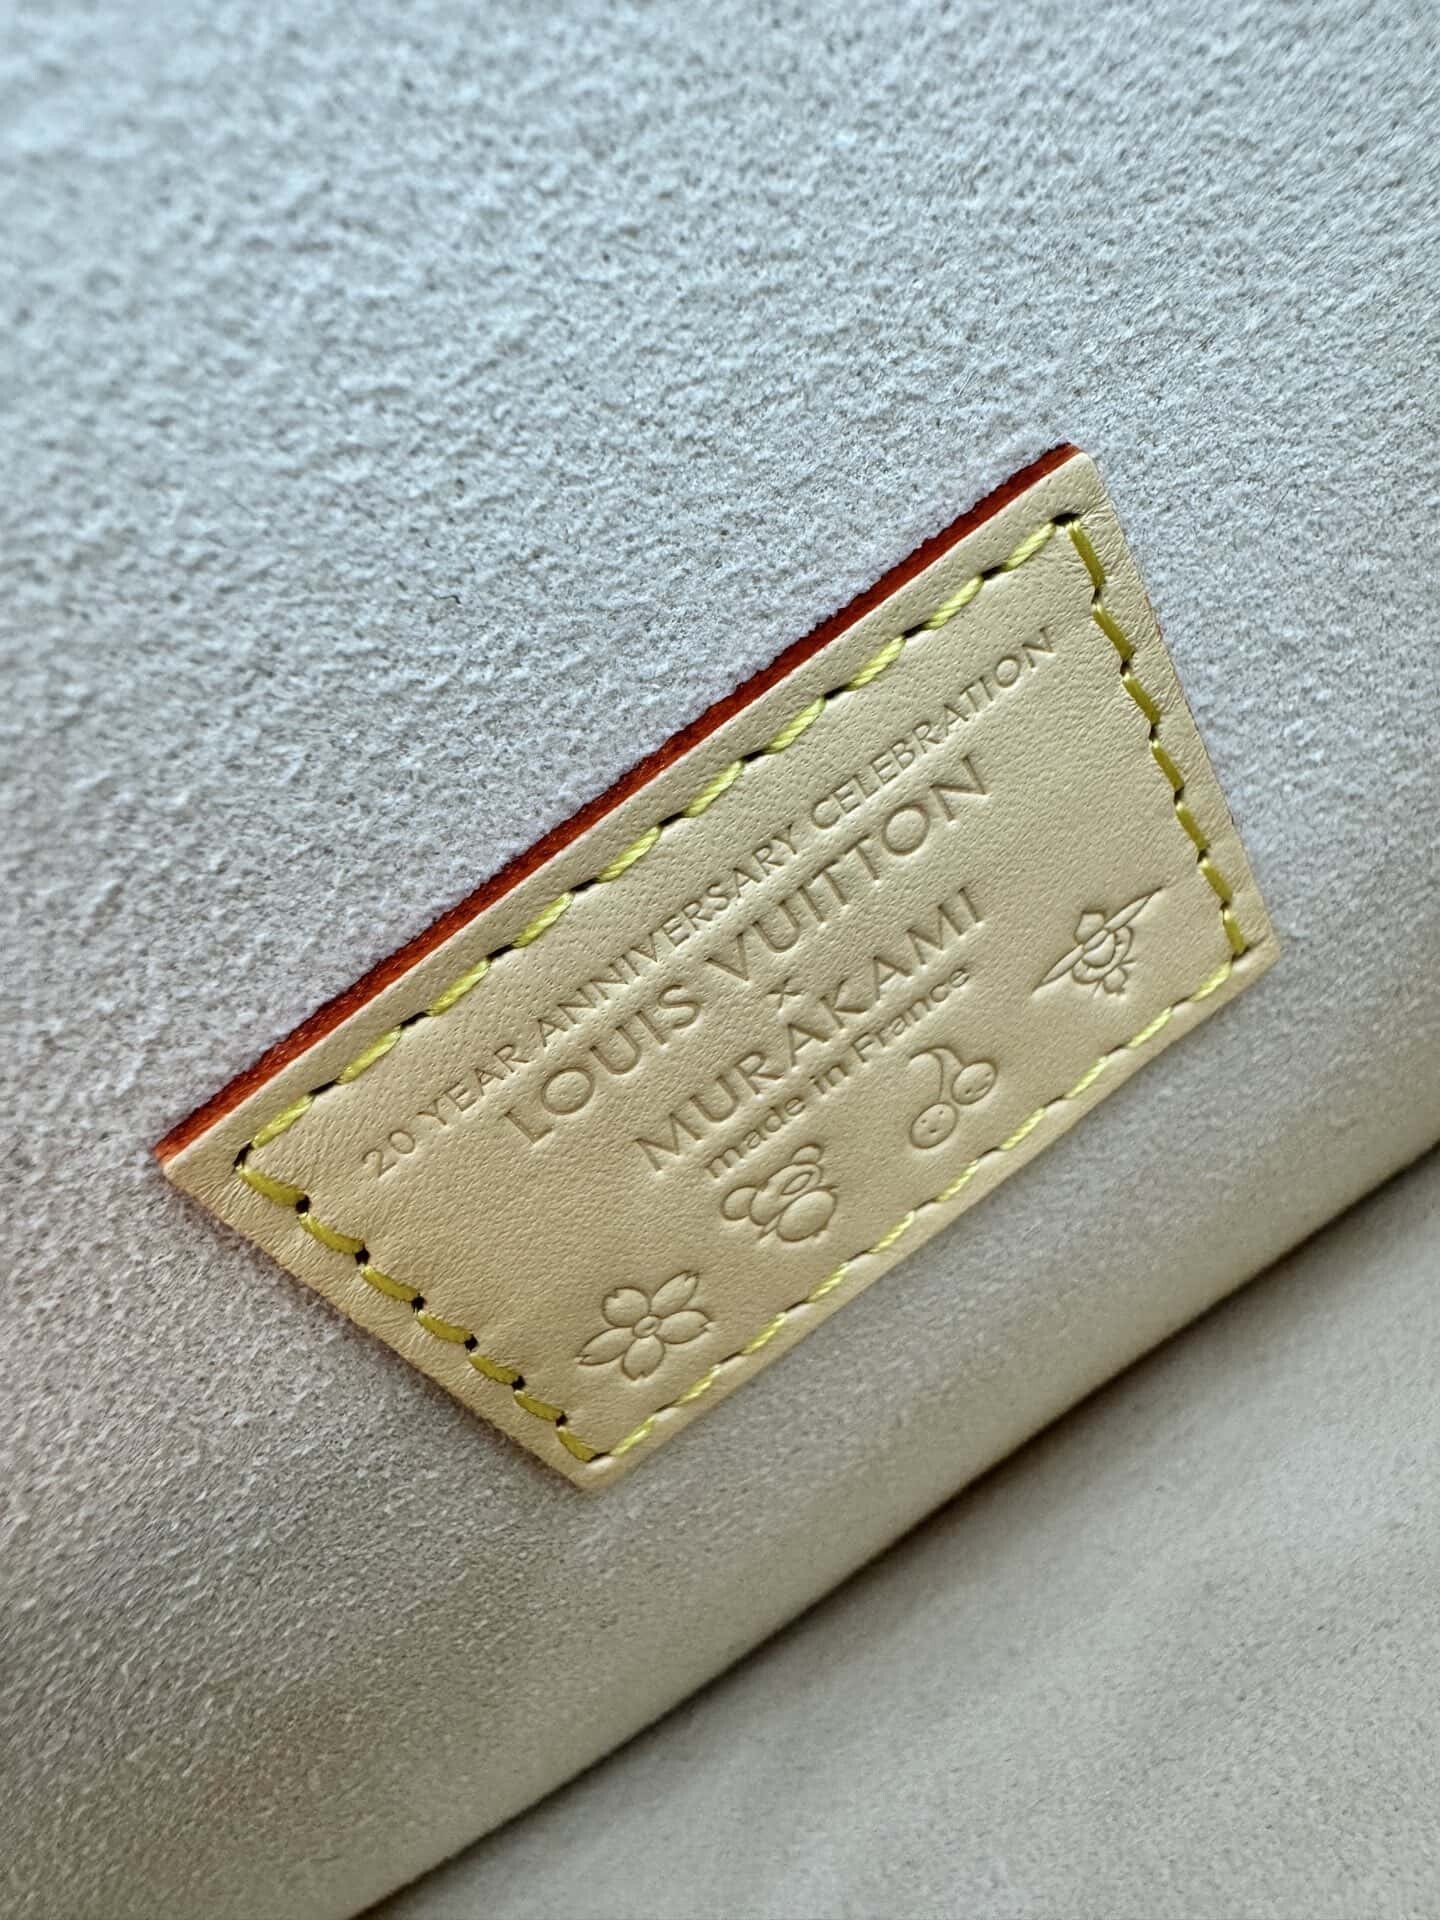 20 YEAR ANNIVERSARY CELEBRATION
LOUIS VUITTON
×
MURAKAMI
made in France